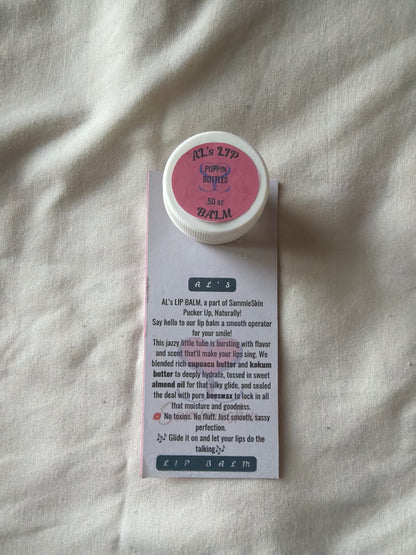 AL's LIP
POPPIN
BOTTLES
.50 oz
BALM
AL'S
AL's LIP BALM, a part of SammieSkin
Pucker Up, Naturally!
Say hello to our lip balm a smooth operator
for your smile!
This jazzy little tube is bursting with flavor
and scent that'll make your lips sing. We
blended rich cupuacu butter and kokum
butter to deeply hydrate, tossed in sweet
almond oil for that silky glide, and sealed
the deal with pure beeswax to lock in all
that moisture and goodness.
💋 No toxins. No fluff. Just smooth, sassy
perfection.
🎶 Glide it on and let your lips do the
talking🎶
LIP BALM